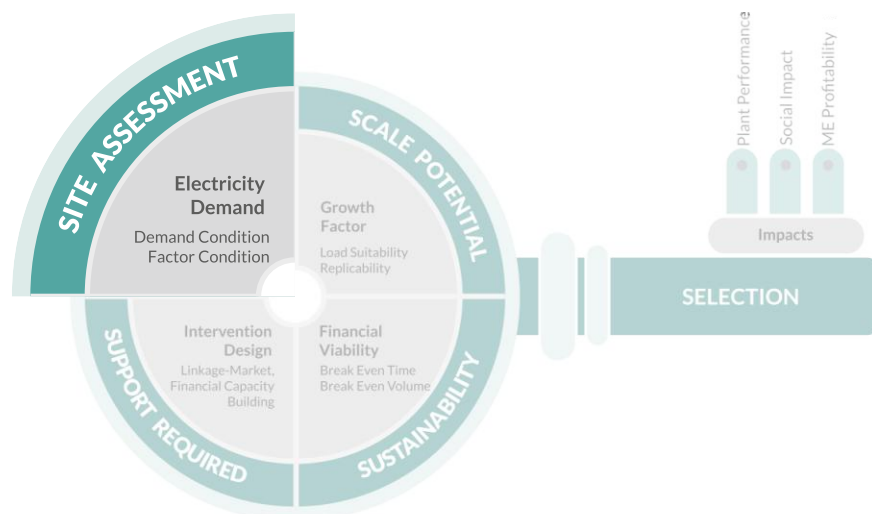 SITE ASSESSMENT
Electricity
Demand
Demand Condition
Factor Condition
SCALE POTENTIAL
Growth
Factor
Load Suitability
Replicability
SUPPORT REQUIRED
Intervention
Design
Linkage-Market,
Financial Capacity
Building
SUSTAINABILITY
Financial
Viability
Break Even Time
Break Even Volume
Plant Performance
Social Impact
ME Profitability
Impacts
SELECTION